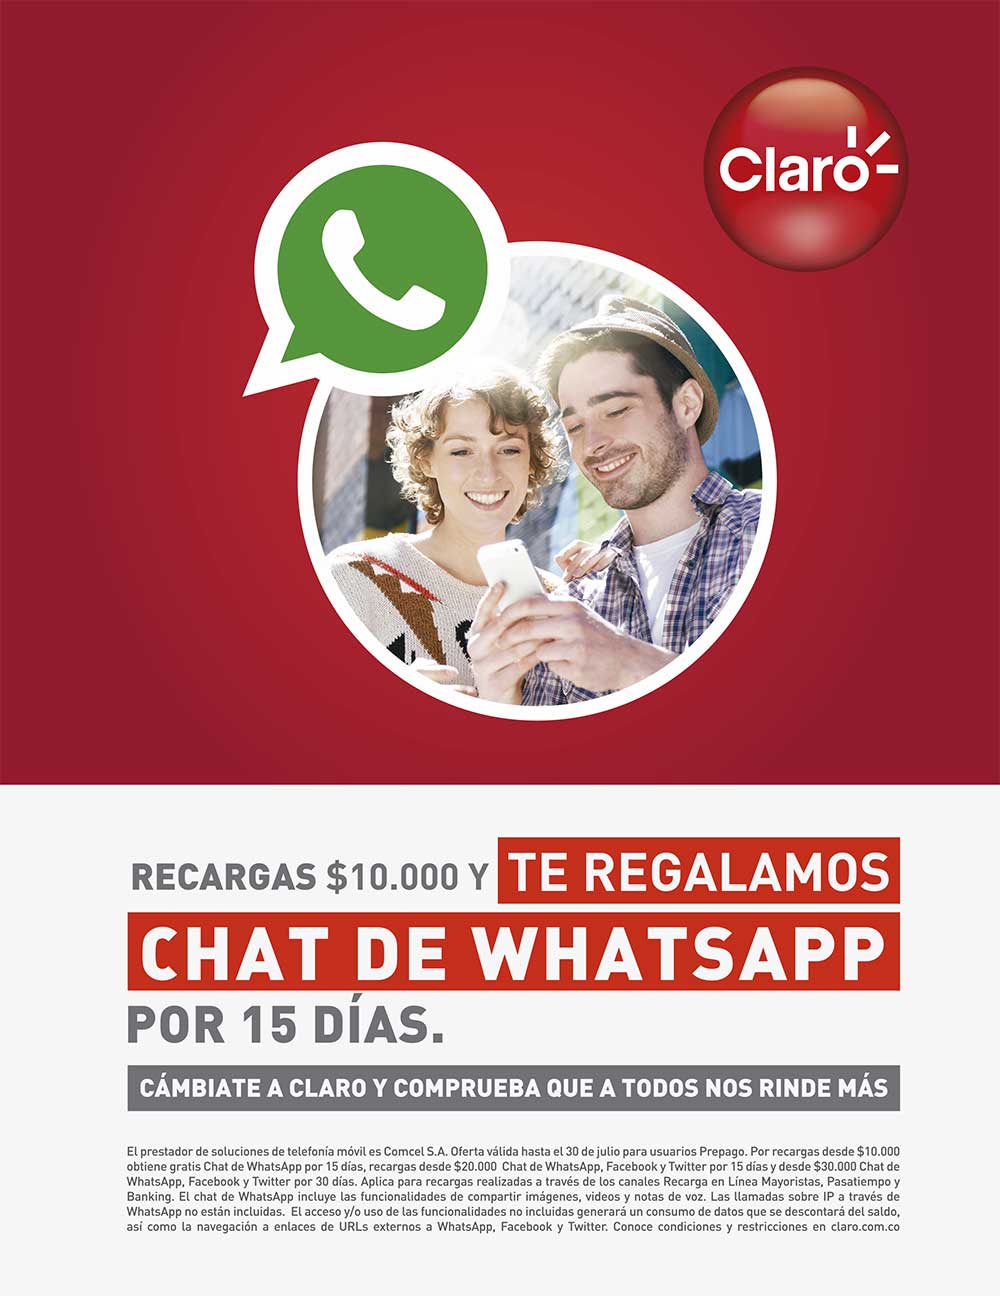 Claro
RECARGAS $10.000 Y TE REGALAMOS
CHAT DE WHATSAPP
POR 15 DÍAS.
CÁMBIATE A CLARO Y COMPRUEBA QUE A TODOS NOS RINDE MÁS
El prestador de soluciones de telefonía móvil es Comcel S.A. Oferta válida hasta el 30 de julio para usuarios Prepago. Por recargas desde $10.000
obtiene gratis Chat de WhatsApp por 15 días, recargas desde $20.000 Chat de WhatsApp, Facebook y Twitter por 15 días y desde $30.000 Chat de
WhatsApp, Facebook y Twitter por 30 días. Aplica para recargas realizadas a través de los canales Recarga en Línea Mayoristas, Pasatiempo y
Banking. El chat de WhatsApp incluye las funcionalidades de compartir imágenes, videos y notas de voz. Las llamadas sobre IP a través de
WhatsApp no están incluidas. El acceso y/o uso de las funcionalidades no incluidas generará un consumo de datos que se descontará del saldo,
así como la navegación a enlaces de URLs externos a WhatsApp, Facebook y Twitter. Conoce condiciones y restricciones en claro.com.co